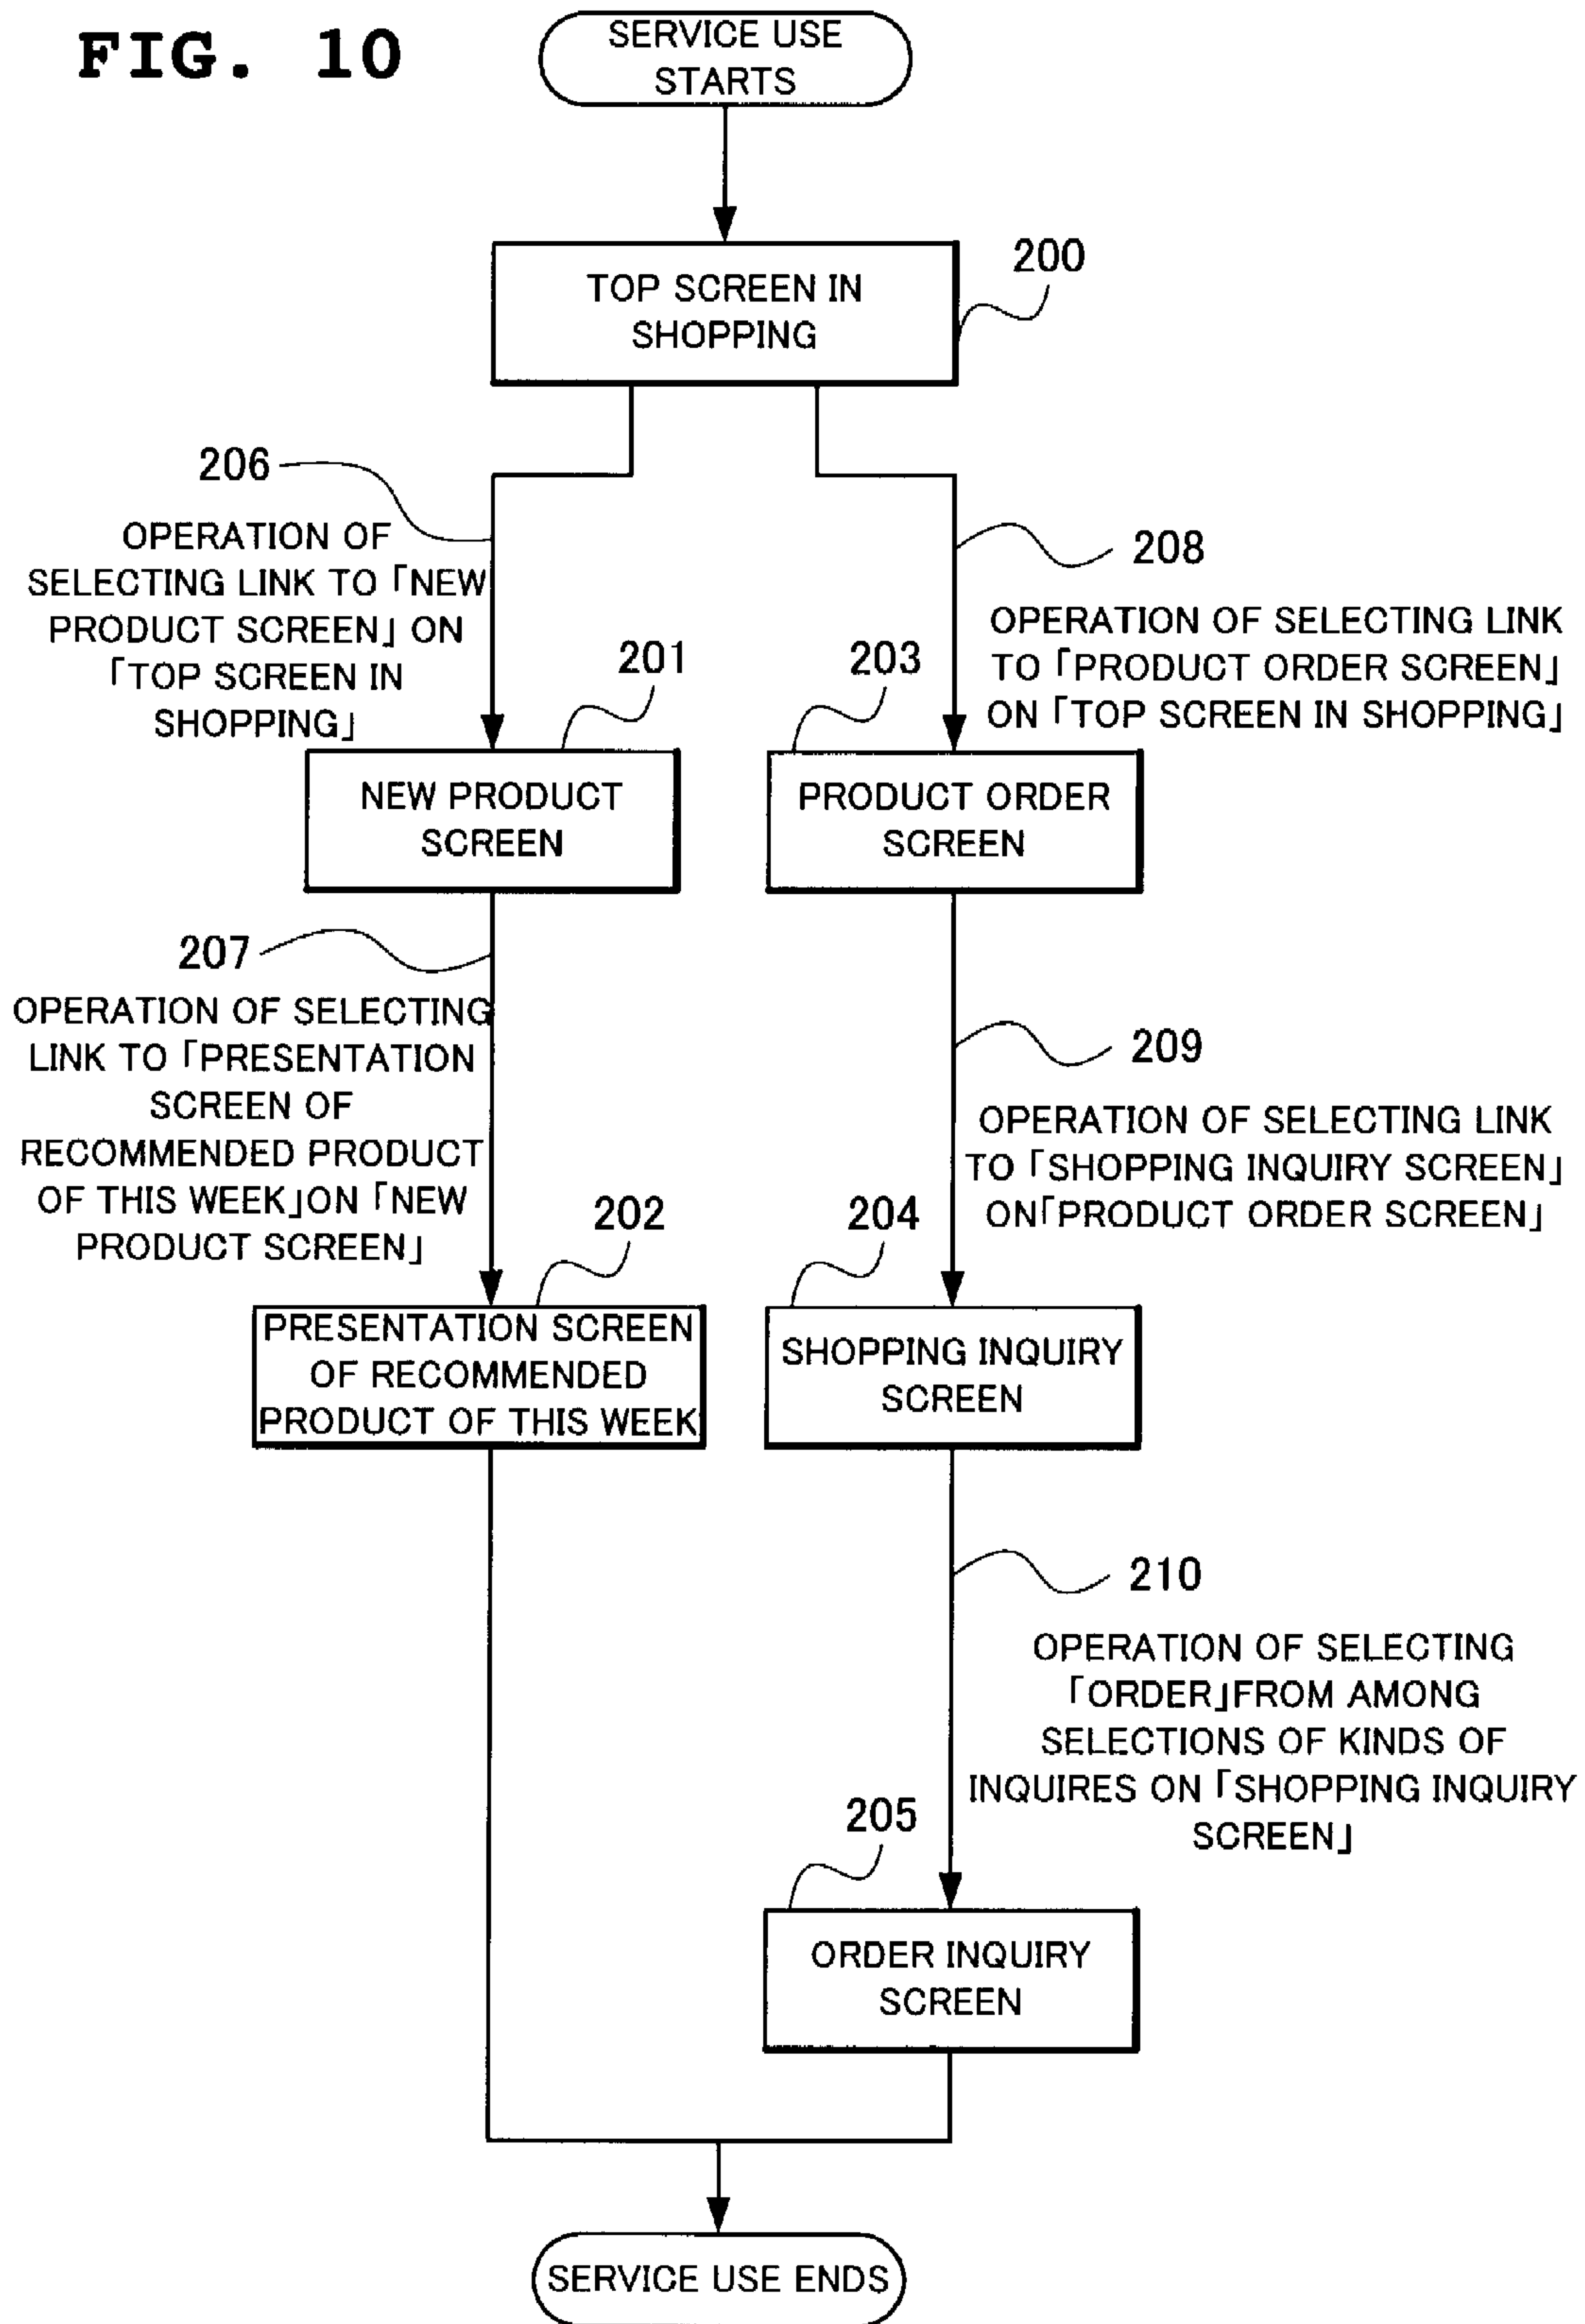 FIG. 10
SERVICE USE
STARTS
TOP SCREEN IN
SHOPPING
200
206
OPERATION OF
SELECTING LINK TO「NEW
PRODUCT SCREEN」ON
「TOP SCREEN IN
SHOPPING」
208
OPERATION OF SELECTING LINK
TO「PRODUCT ORDER SCREEN」
ON「TOP SCREEN IN SHOPPING」
201
NEW PRODUCT
SCREEN
203
PRODUCT ORDER
SCREEN
207
OPERATION OF SELECTING
LINK TO「PRESENTATION
SCREEN OF
RECOMMENDED PRODUCT
OF THIS WEEK」ON「NEW
PRODUCT SCREEN」
209
OPERATION OF SELECTING LINK
TO「SHOPPING INQUIRY SCREEN」
ON「PRODUCT ORDER SCREEN」
202
PRESENTATION SCREEN
OF RECOMMENDED
PRODUCT OF THIS WEEK
204
SHOPPING INQUIRY
SCREEN
210
OPERATION OF SELECTING
「ORDER」FROM AMONG
SELECTIONS OF KINDS OF
INQUIRES ON「SHOPPING INQUIRY
SCREEN」
205
ORDER INQUIRY
SCREEN
SERVICE USE ENDS